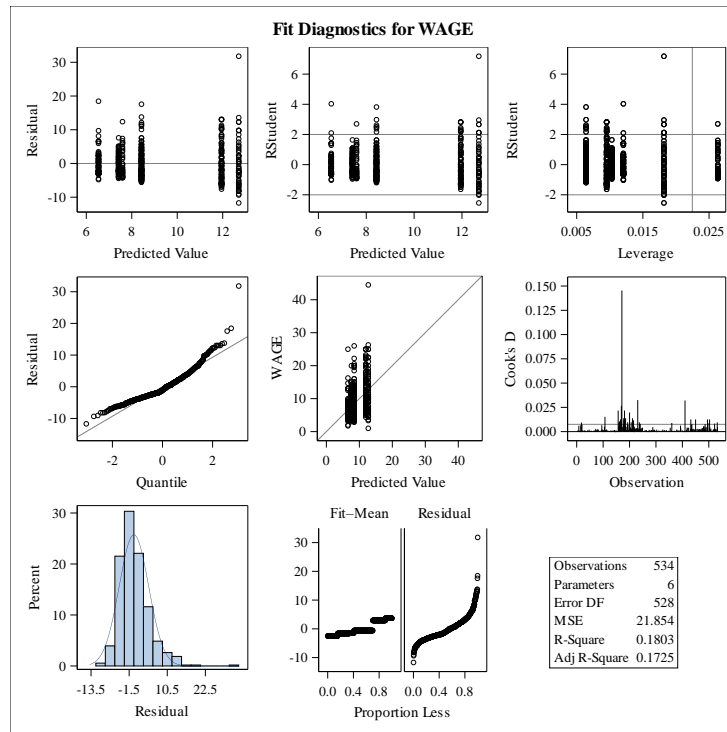 Fit Diagnostics for WAGE
30
20
10
0
-10
Residual
6 8 10 12
Predicted Value
6
4
2
0
-2
RStudent
6 8 10 12
Predicted Value
6
4
2
0
-2
RStudent
0.005 0.015 0.025
Leverage
30
20
10
0
-10
Residual
-2 0 2
Quantile
40
30
20
10
0
WAGE
0 10 20 30 40
Predicted Value
0.150
0.125
0.100
0.075
0.050
0.025
0.000
Cook's D
0 100 200 300 400 500
Observation
30
20
10
0
Percent
-13.5 -1.5 10.5 22.5
Residual
Fit–Mean Residual
30
20
10
0
-10
0.0 0.4 0.8 0.0 0.4 0.8
Proportion Less
Observations 534
Parameters 6
Error DF 528
MSE 21.854
R-Square 0.1803
Adj R-Square 0.1725